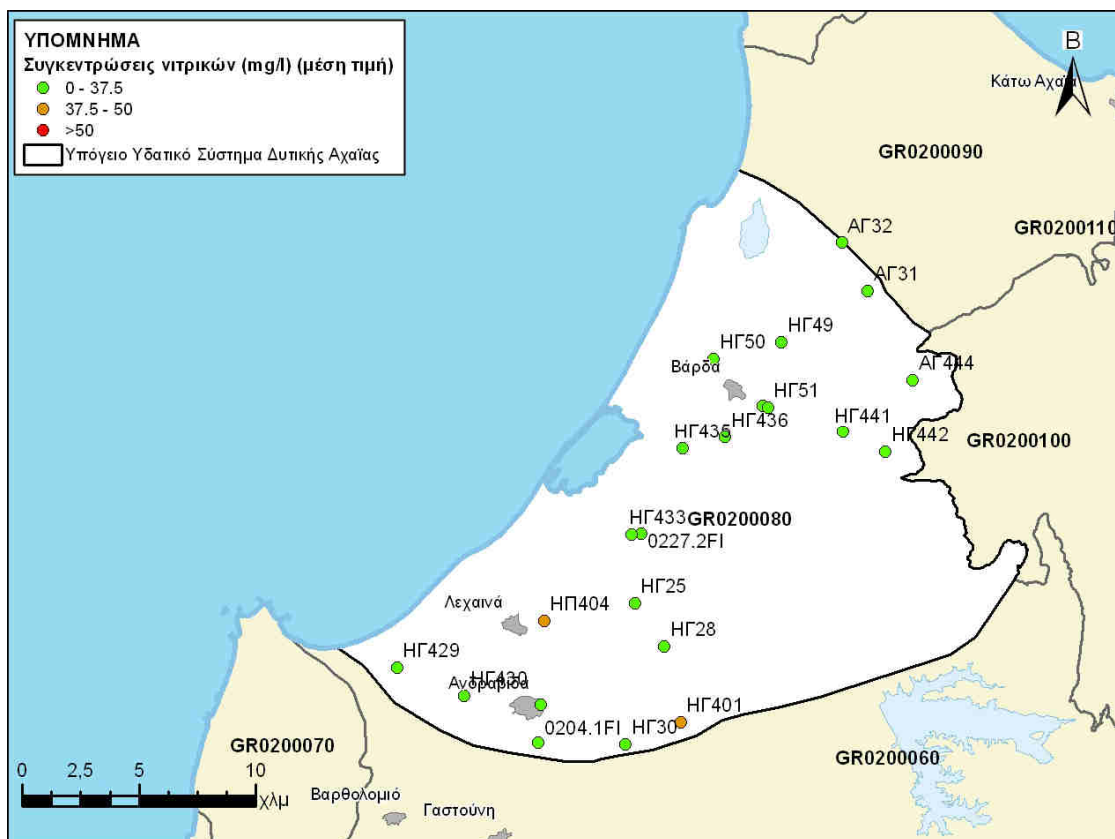 ΥΠΟΜΝΗΜΑ
Συγκεντρώσεις νιτρικών (mg/l) (μέση τιμή)
0 - 37.5
37.5 - 50
>50
Υπόγειο Υδατικό Σύστημα Δυτικής Αχαΐας
Β
Κάτω Αχαΐα
GR0200090
GR0200110
ΑΓ32
ΑΓ31
ΗΓ49
ΗΓ50
Βάρδα
ΑΓ444
ΗΓ51
ΗΓ436
ΗΓ441
ΗΓ435
ΗΓ442
GR0200100
ΗΓ433
GR0200080
0227.2FI
ΗΓ25
Λεχαινά
ΗΠ404
ΗΓ28
ΗΓ429
ΗΓ430
Ανδραβίδα
ΗΓ401
0204.1FI
ΗΓ30
GR0200070
GR0200060
0 2,5 5 10
χλμ
Βαρθολομιό
Γαστούνη